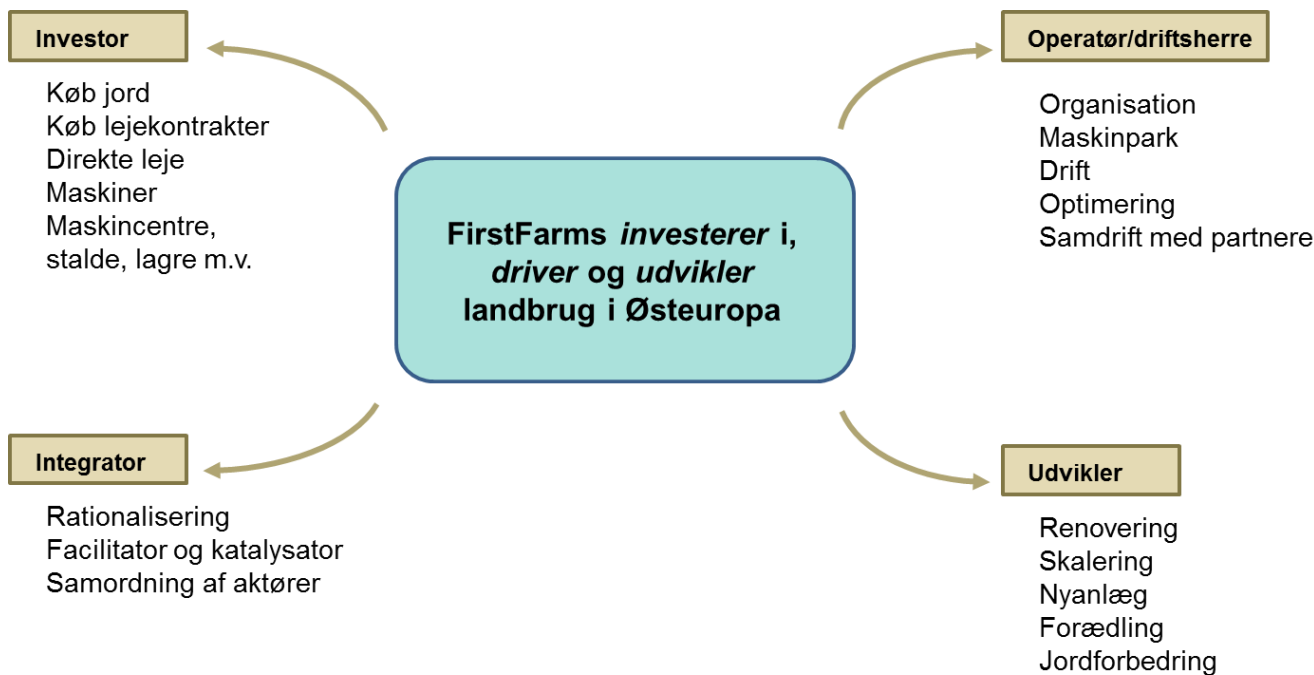 Investor
Køb jord
Køb lejekontrakter
Direkte leje
Maskiner
Maskincentre,
stalde, lagre m.v.
Operatør/driftsherre
Organisation
Maskinpark
Drift
Optimering
Samdrift med partnere
FirstFarms investerer i,
driver og udvikler
landbrug i Østeuropa
Integrator
Rationalisering
Facilitator og katalysator
Samordning af aktører
Udvikler
Renovering
Skalering
Nyanlæg
Forædling
Jordforbedring